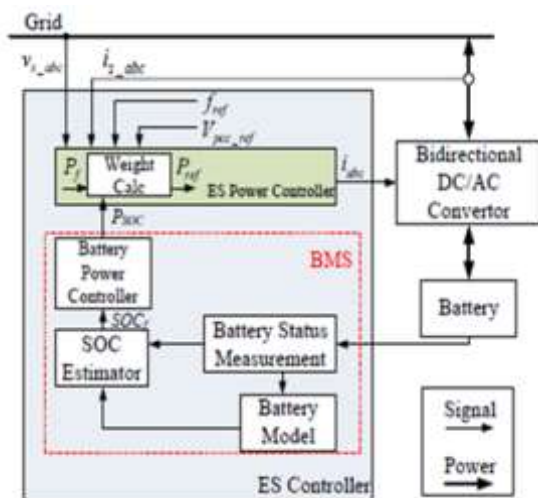 Grid
v_s_abc
i_s_abc
f_ref
V_pcc_ref
P_f
Weight
Calc
P_ref
ES Power Controller
i_abc
Bidirectional
DC/AC
Convertor
P_SOC
Battery
Power
Controller
BMS
Battery
SOC_r
SOC
Estimator
Battery Status
Measurement
Battery
Model
Signal
Power
ES Controller